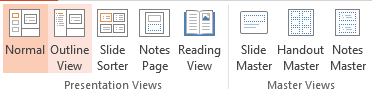 Normal Outline Slide Notes Reading Slide Handout Notes
View Sorter Page View Master Master Master
Presentation Views Master Views